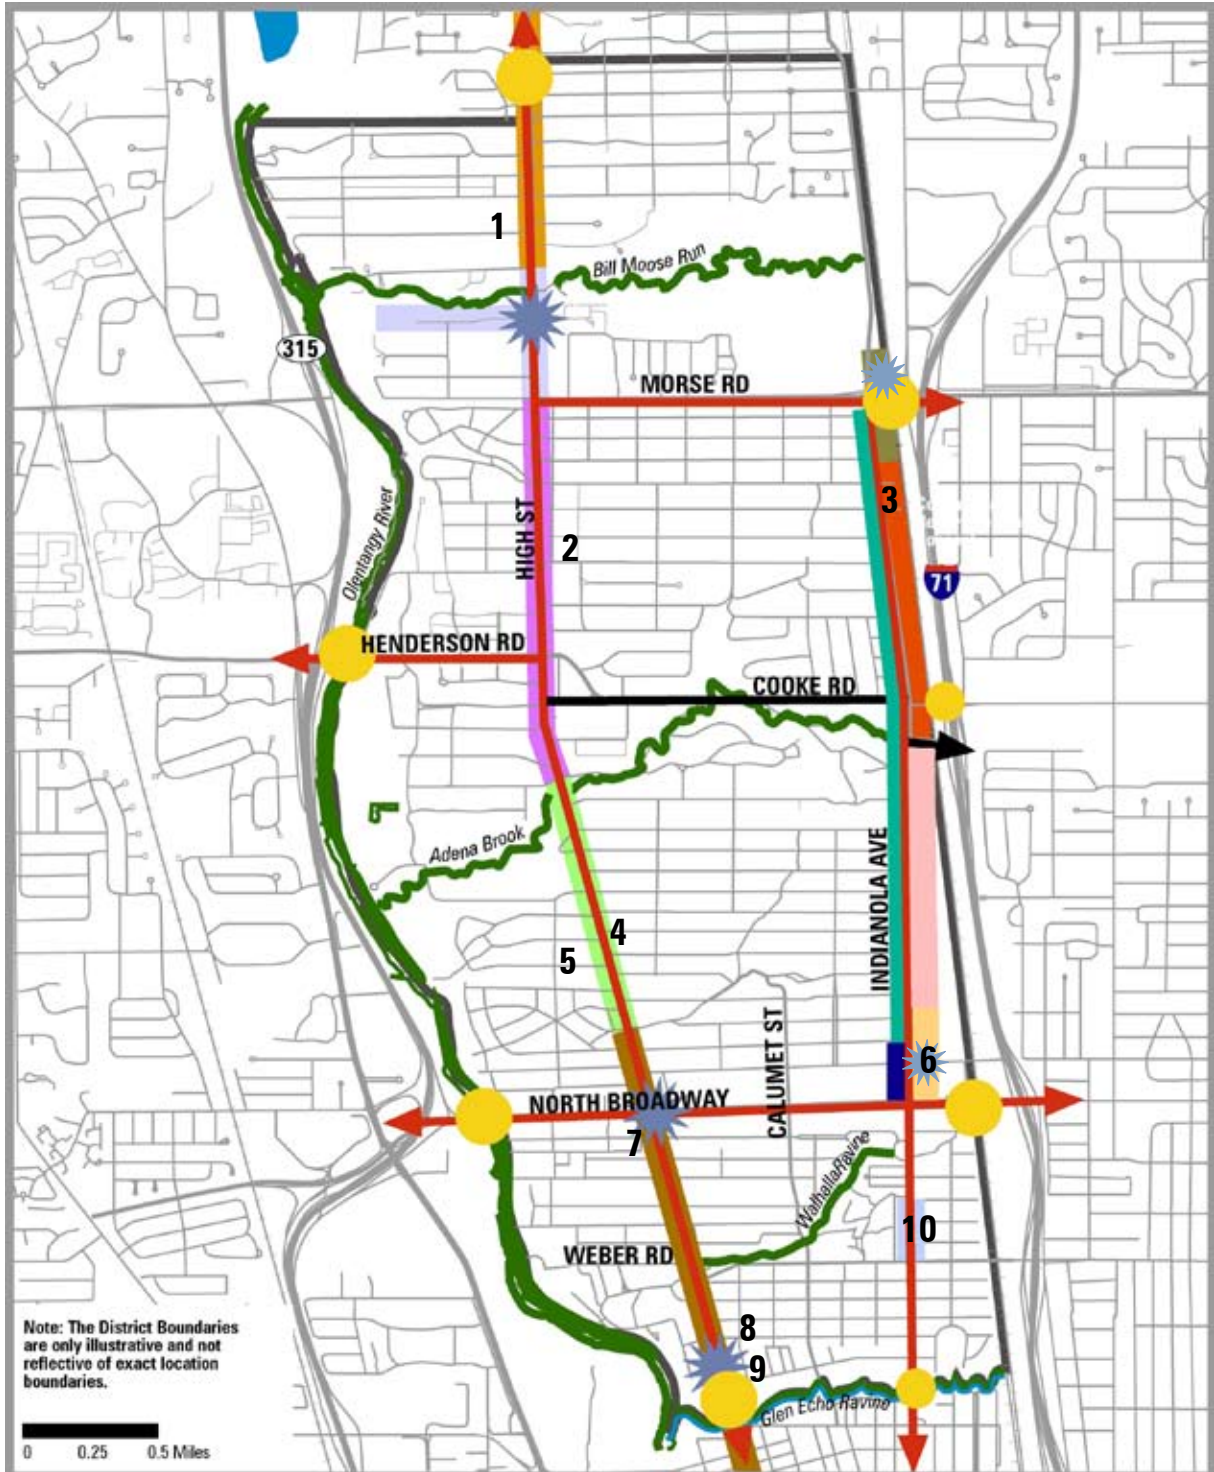 1
Bill Moose Run
315
MORSE RD
3
HIGH ST
2
Olentangy River
71
HENDERSON RD
COOKE RD
Adena Brook
INDIANOLA AVE
4
5
CALUMET ST
6
NORTH BROADWAY
7
Walhalla Ravine
10
WEBER RD
8
9
Glen Echo Ravine
Note: The District Boundaries
are only illustrative and not
reflective of exact location
boundaries.
0 0.25 0.5 Miles